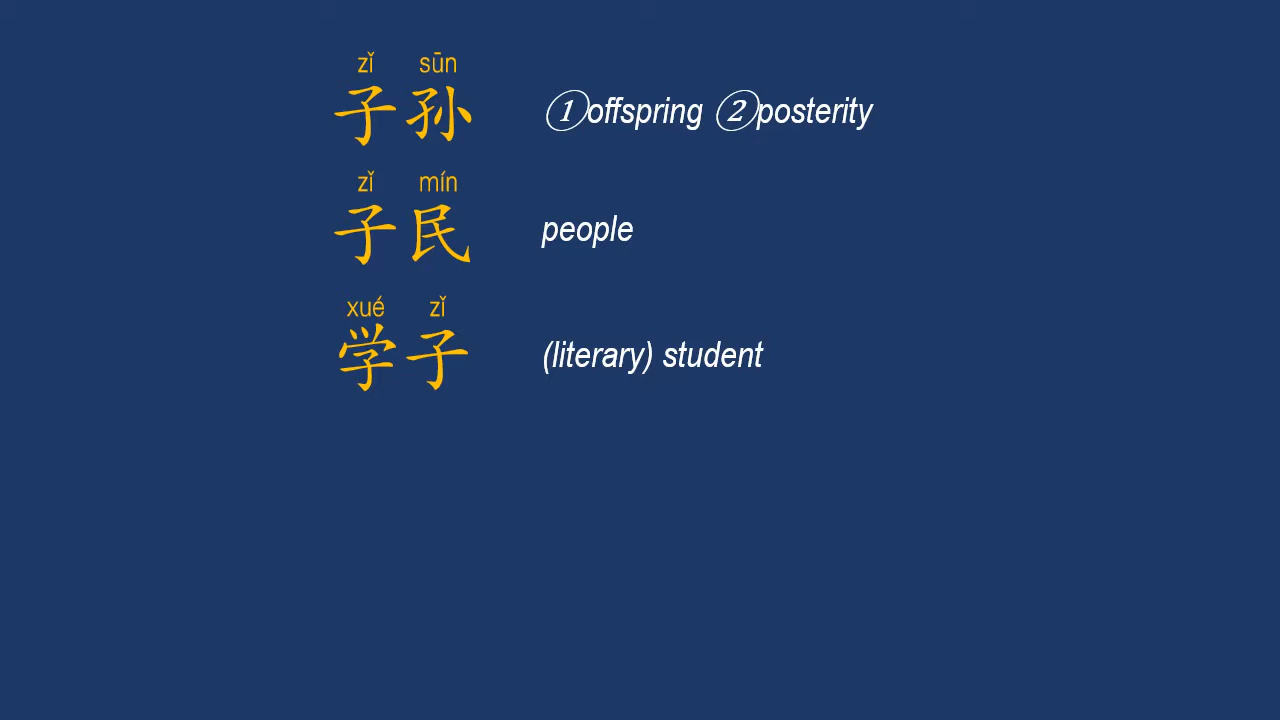 zǐ sūn
子孙 ①offspring ②posterity
zǐ mín
子民 people
xué zǐ
学子 (literary) student